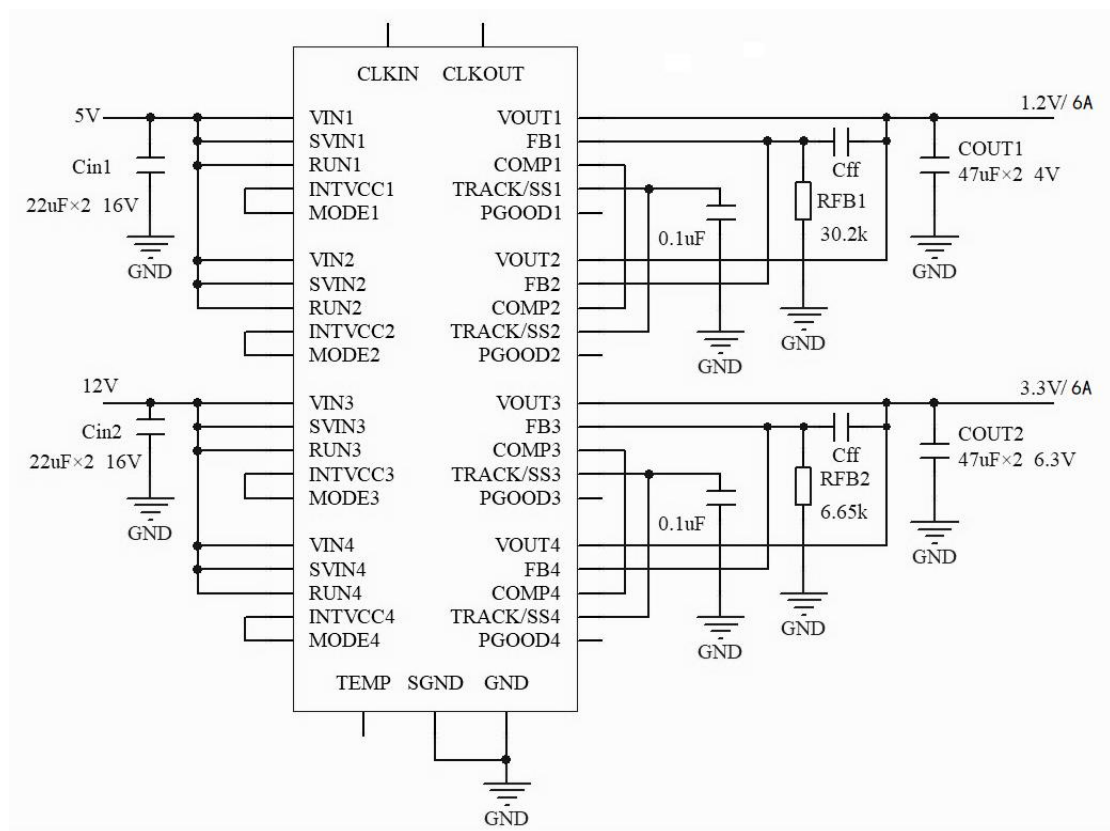 CLKIN CLKOUT
5V
VIN1 VOUT1
1.2V/ 6A
SVIN1 FB1
RUN1 COMP1
Cin1
Cff
COUT1
47uF×2 4V
INTVCC1 TRACK/SS1
RFB1
22uF×2 16V
MODE1 PGOOD1
0.1uF
30.2k
GND
GND
VIN2 VOUT2
SVIN2 FB2
RUN2 COMP2
INTVCC2 TRACK/SS2
GND
MODE2 PGOOD2
GND
12V
3.3V/ 6A
VIN3 VOUT3
SVIN3 FB3
Cin2
COUT2
RUN3 COMP3
Cff
22uF×2 16V
47uF×2 6.3V
INTVCC3 TRACK/SS3
RFB2
MODE3 PGOOD3
6.65k
0.1uF
GND
VIN4 VOUT4
GND
SVIN4 FB4
RUN4 COMP4
INTVCC4 TRACK/SS4
GND
MODE4 PGOOD4
GND
TEMP SGND GND
GND